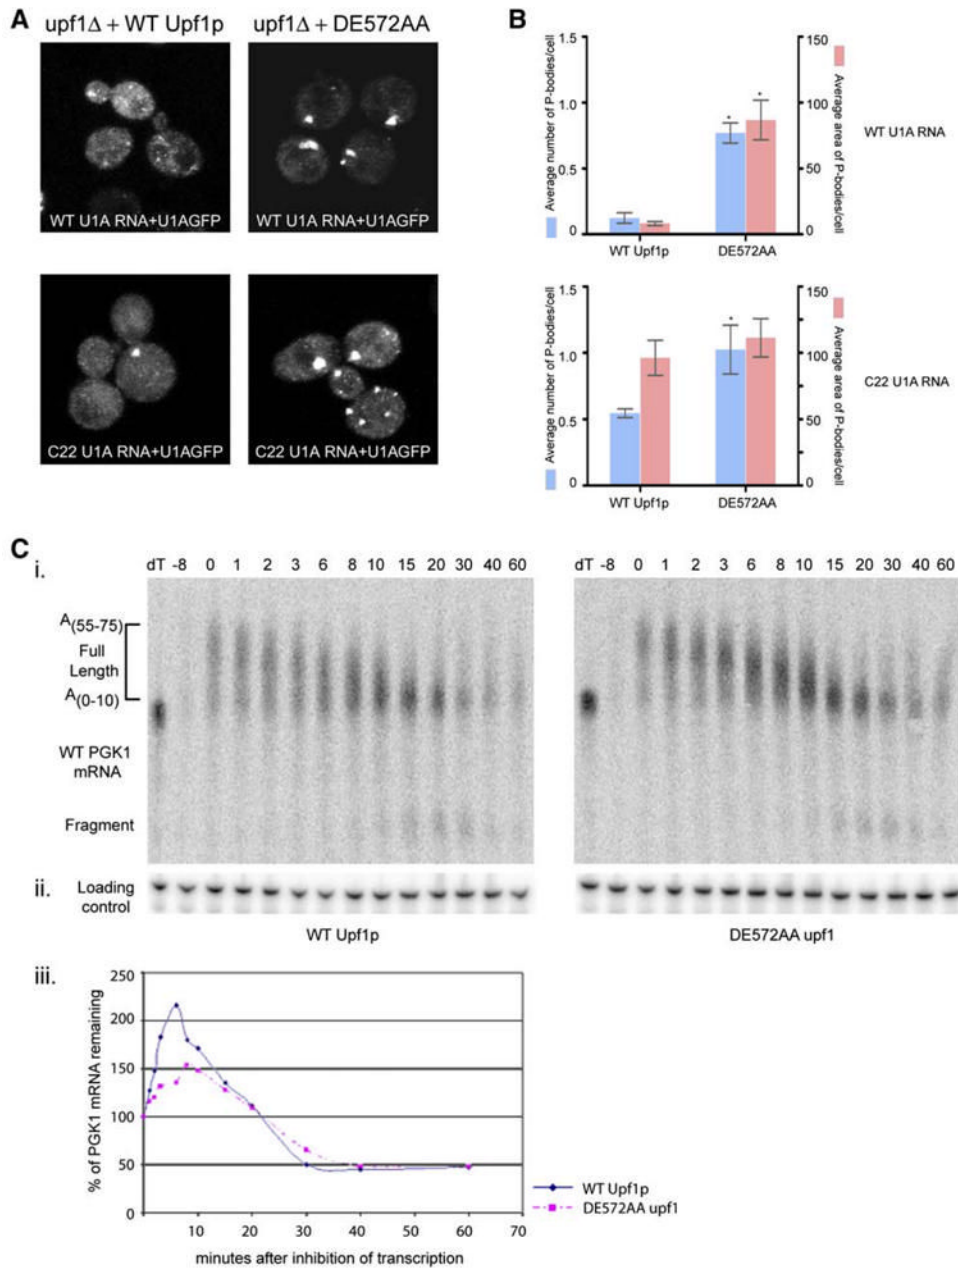 A
upf1Δ + WT Upf1p
upf1Δ + DE572AA
WT U1A RNA+U1AGFP
WT U1A RNA+U1AGFP
C22 U1A RNA+U1AGFP
C22 U1A RNA+U1AGFP
B
Average number of P-bodies/cell
1.5
1.0
0.5
0
150
100
50
0
Average area of P-bodies/cell
WT Upf1p
DE572AA
WT U1A RNA
Average number of P-bodies/cell
1.5
1.0
0.5
0
150
100
50
0
Average area of P-bodies/cell
WT Upf1p
DE572AA
C22 U1A RNA
C
i.
dT -8 0 1 2 3 6 8 10 15 20 30 40 60
dT -8 0 1 2 3 6 8 10 15 20 30 40 60
A(55-75)
Full
Length
A(0-10)
WT PGK1
mRNA
Fragment
ii.
Loading
control
WT Upf1p
DE572AA upf1
iii.
% of PGK1 mRNA remaining
250
200
150
100
50
0
10 20 30 40 50 60 70
minutes after inhibition of transcription
WT Upf1p
DE572AA upf1